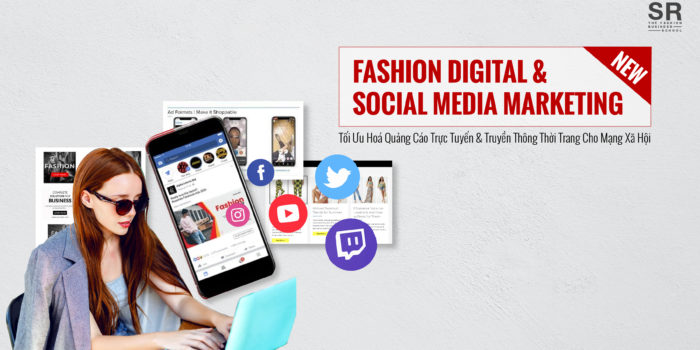 SR
THE FASHION
BUSINESS
SCHOOL
FASHION DIGITAL &
SOCIAL MEDIA MARKETING
NEW
Tối Ưu Hoá Quảng Cáo Trực Tuyến & Truyền Thông Thời Trang Cho Mạng Xã Hội
Ad Formats | Make it Shoppable
FASHION
COMPLETE
BUSINESS
Fashion